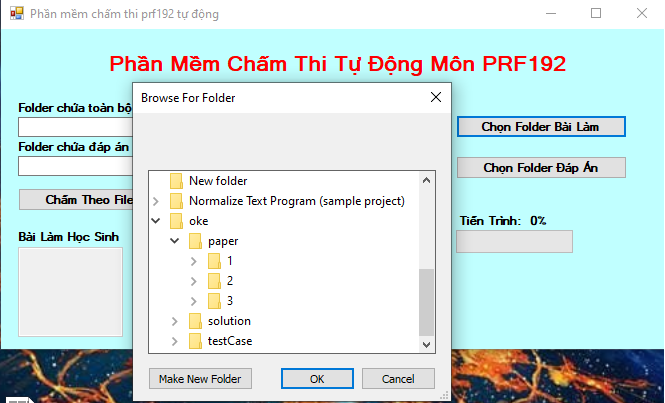 Phần mềm chấm thi prf192 tự động
Phần Mềm Chấm Thi Tự Động Môn PRF192
Browse For Folder
Folder chứa toàn bộ
Chọn Folder Bài Làm
Folder chứa đáp án
Chọn Folder Đáp Án
New folder
Normalize Text Program (sample project)
Chấm Theo File
oke
Tiến Trình: 0%
Bài Làm Học Sinh
paper
1
2
3
solution
testCase
Make New Folder
OK
Cancel